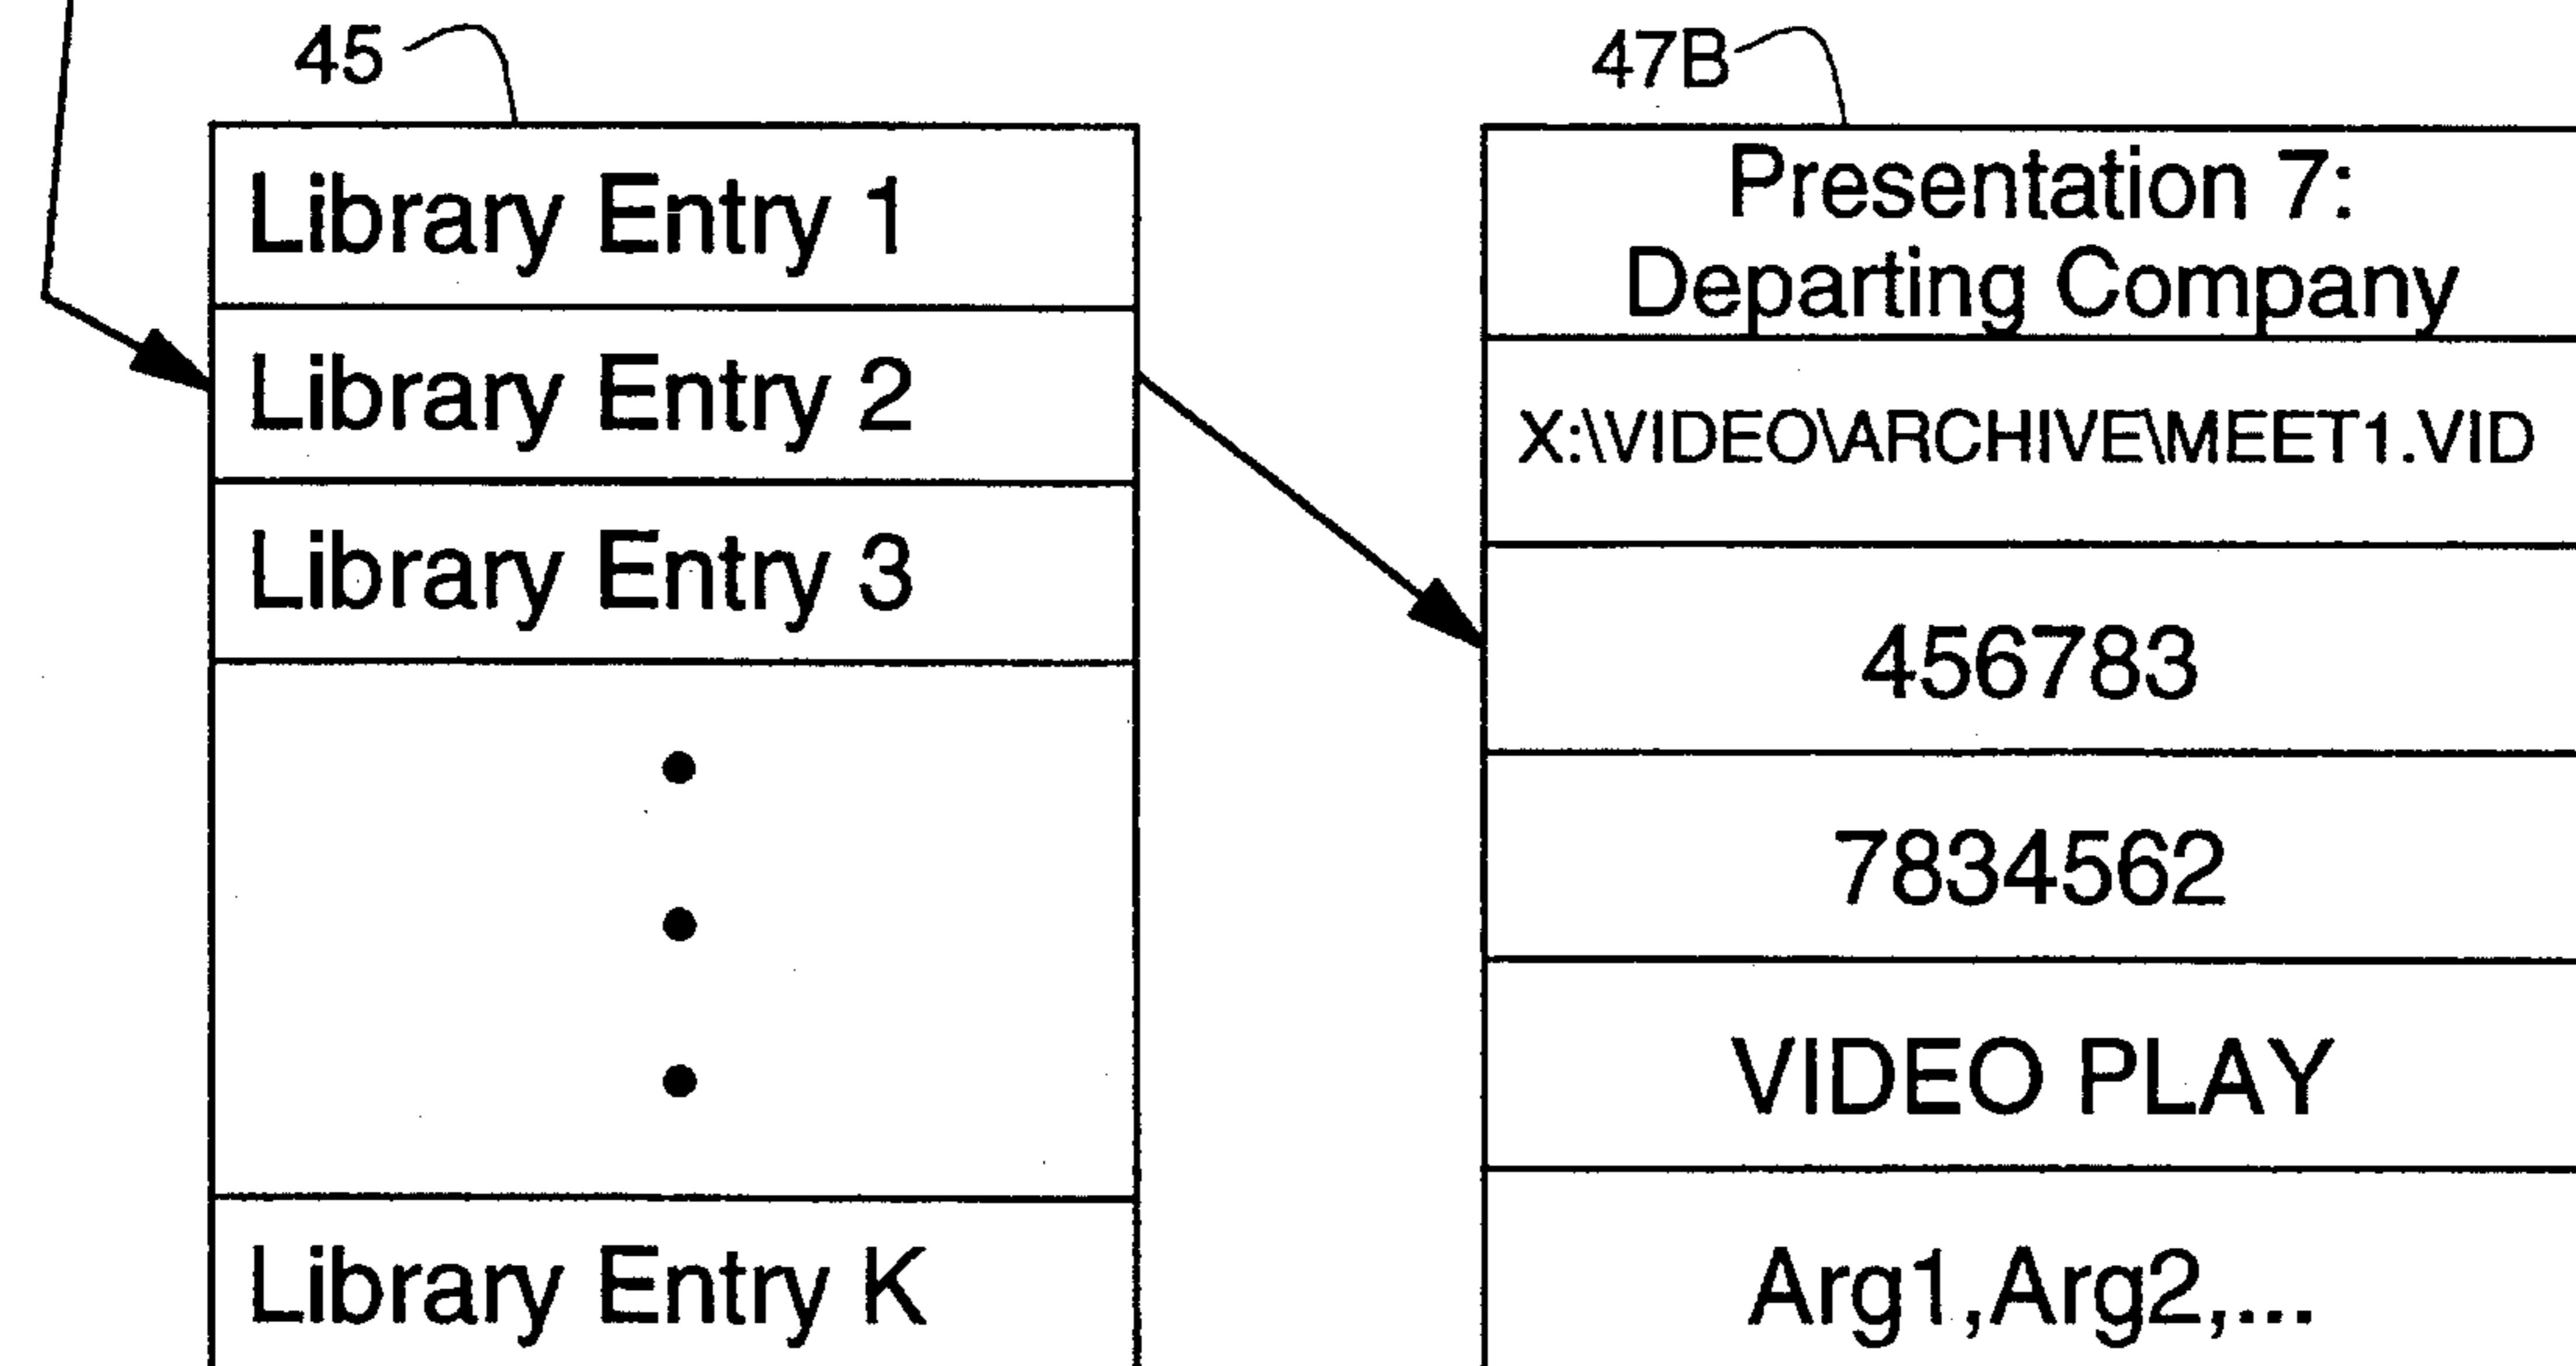 45
Library Entry 1
Library Entry 2
Library Entry 3
Library Entry K
47B
Presentation 7:
Departing Company
X:\VIDEO\ARCHIVE\MEET1.VID
456783
7834562
VIDEO PLAY
Arg1,Arg2,...